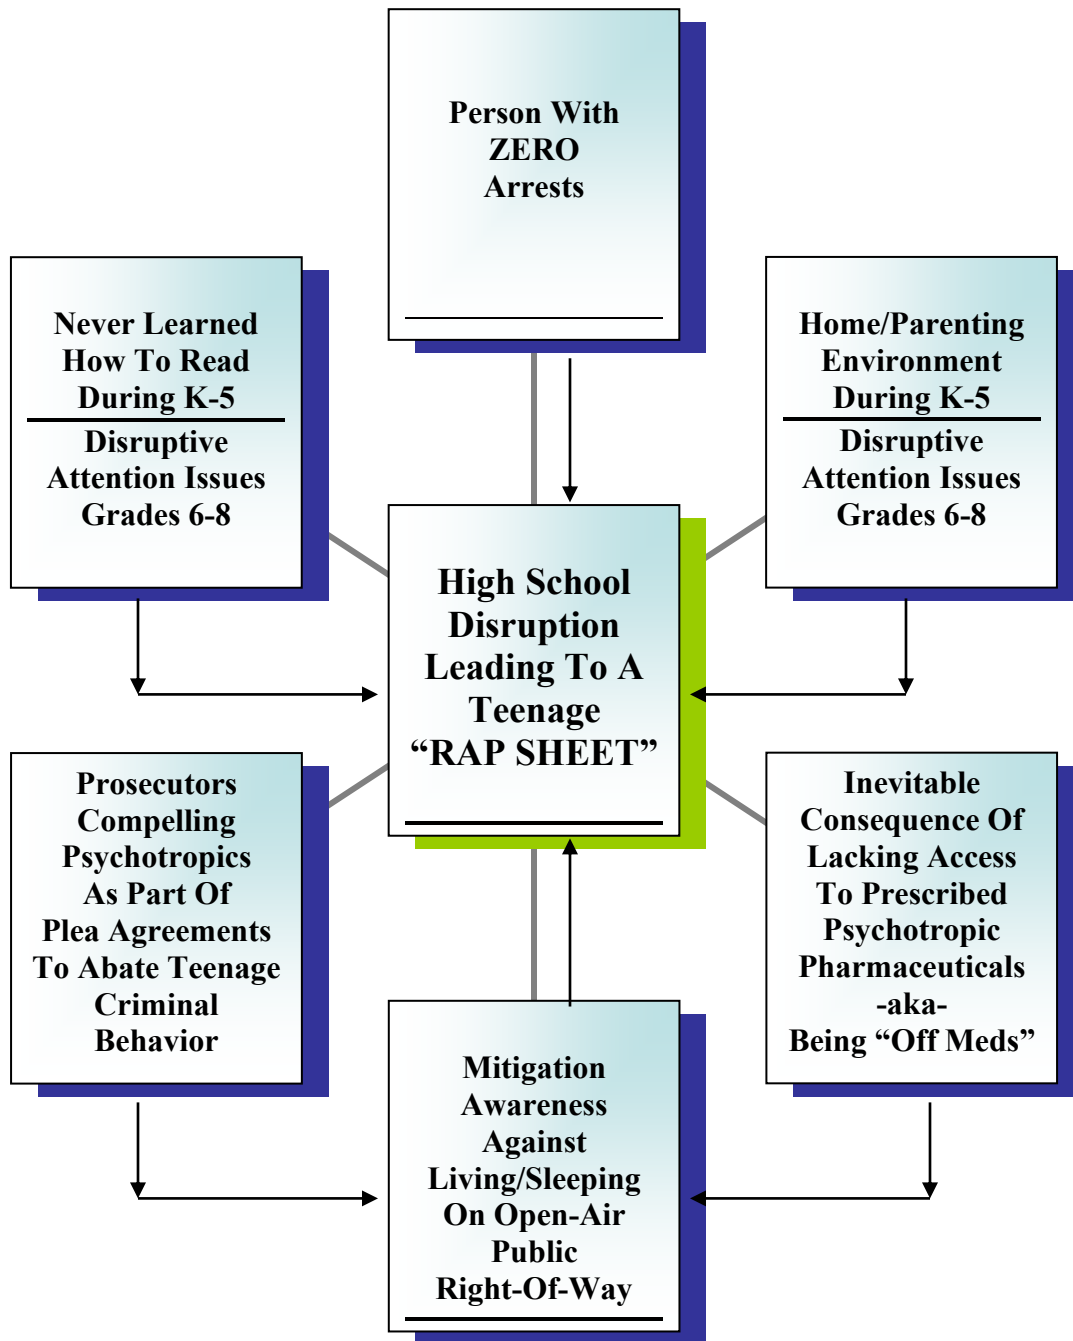 Person With
ZERO
Arrests
Never Learned
How To Read
During K-5
Disruptive
Attention Issues
Grades 6-8
Home/Parenting
Environment
During K-5
Disruptive
Attention Issues
Grades 6-8
High School
Disruption
Leading To A
Teenage
“RAP SHEET”
Prosecutors
Compelling
Psychotropics
As Part Of
Plea Agreements
To Abate Teenage
Criminal
Behavior
Inevitable
Consequence Of
Lacking Access
To Prescribed
Psychotropic
Pharmaceuticals
-aka-
Being “Off Meds”
Mitigation
Awareness
Against
Living/Sleeping
On Open-Air
Public
Right-Of-Way